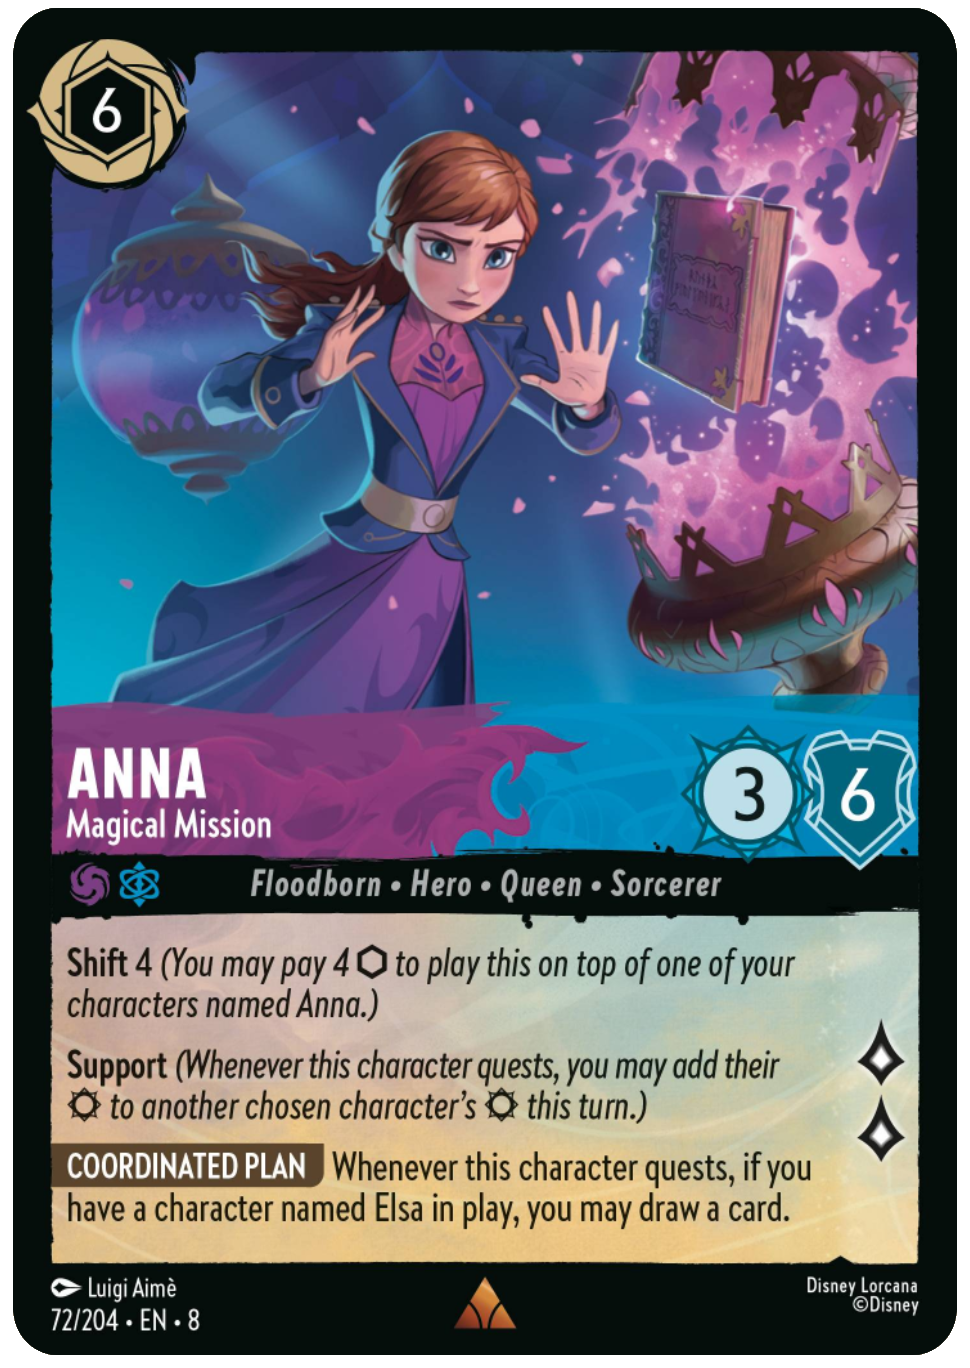 6
ANNA
Magical Mission
3
6
Floodborn • Hero • Queen • Sorcerer
Shift 4 (You may pay 4 ⬡ to play this on top of one of your
characters named Anna.)
Support (Whenever this character quests, you may add their
to another chosen character's this turn.)
COORDINATED PLAN Whenever this character quests, if you
have a character named Elsa in play, you may draw a card.
Luigi Aimè
72/204 • EN • 8
Disney Lorcana
©Disney